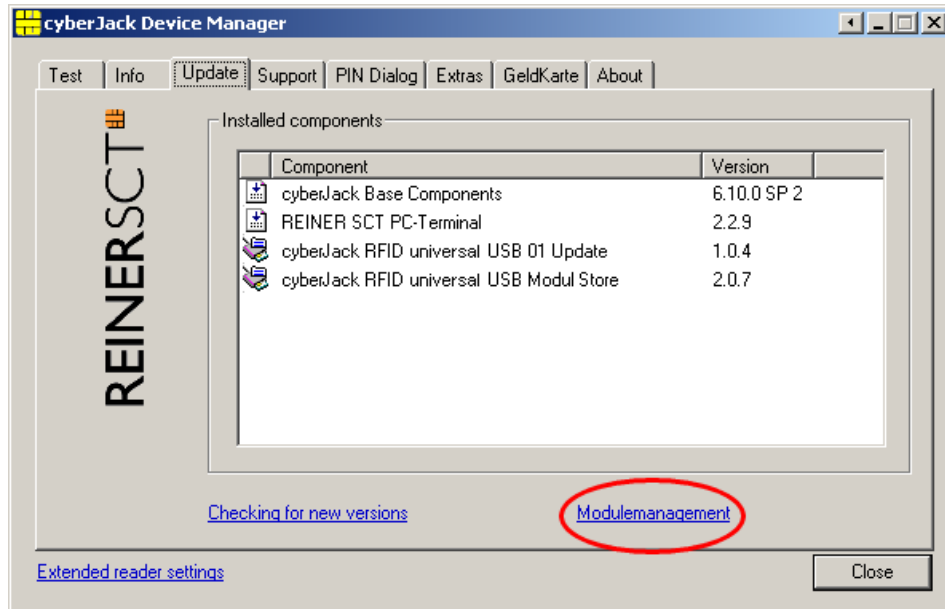 cyberJack Device Manager
Test Info Update Support PIN Dialog Extras GeldKarte About
REINERSCT
Installed components
Component Version
cyberJack Base Components 6.10.0 SP 2
REINER SCT PC-Terminal 2.2.9
cyberJack RFID universal USB 01 Update 1.0.4
cyberJack RFID universal USB Modul Store 2.0.7
Checking for new versions Modulemanagement
Extended reader settings Close